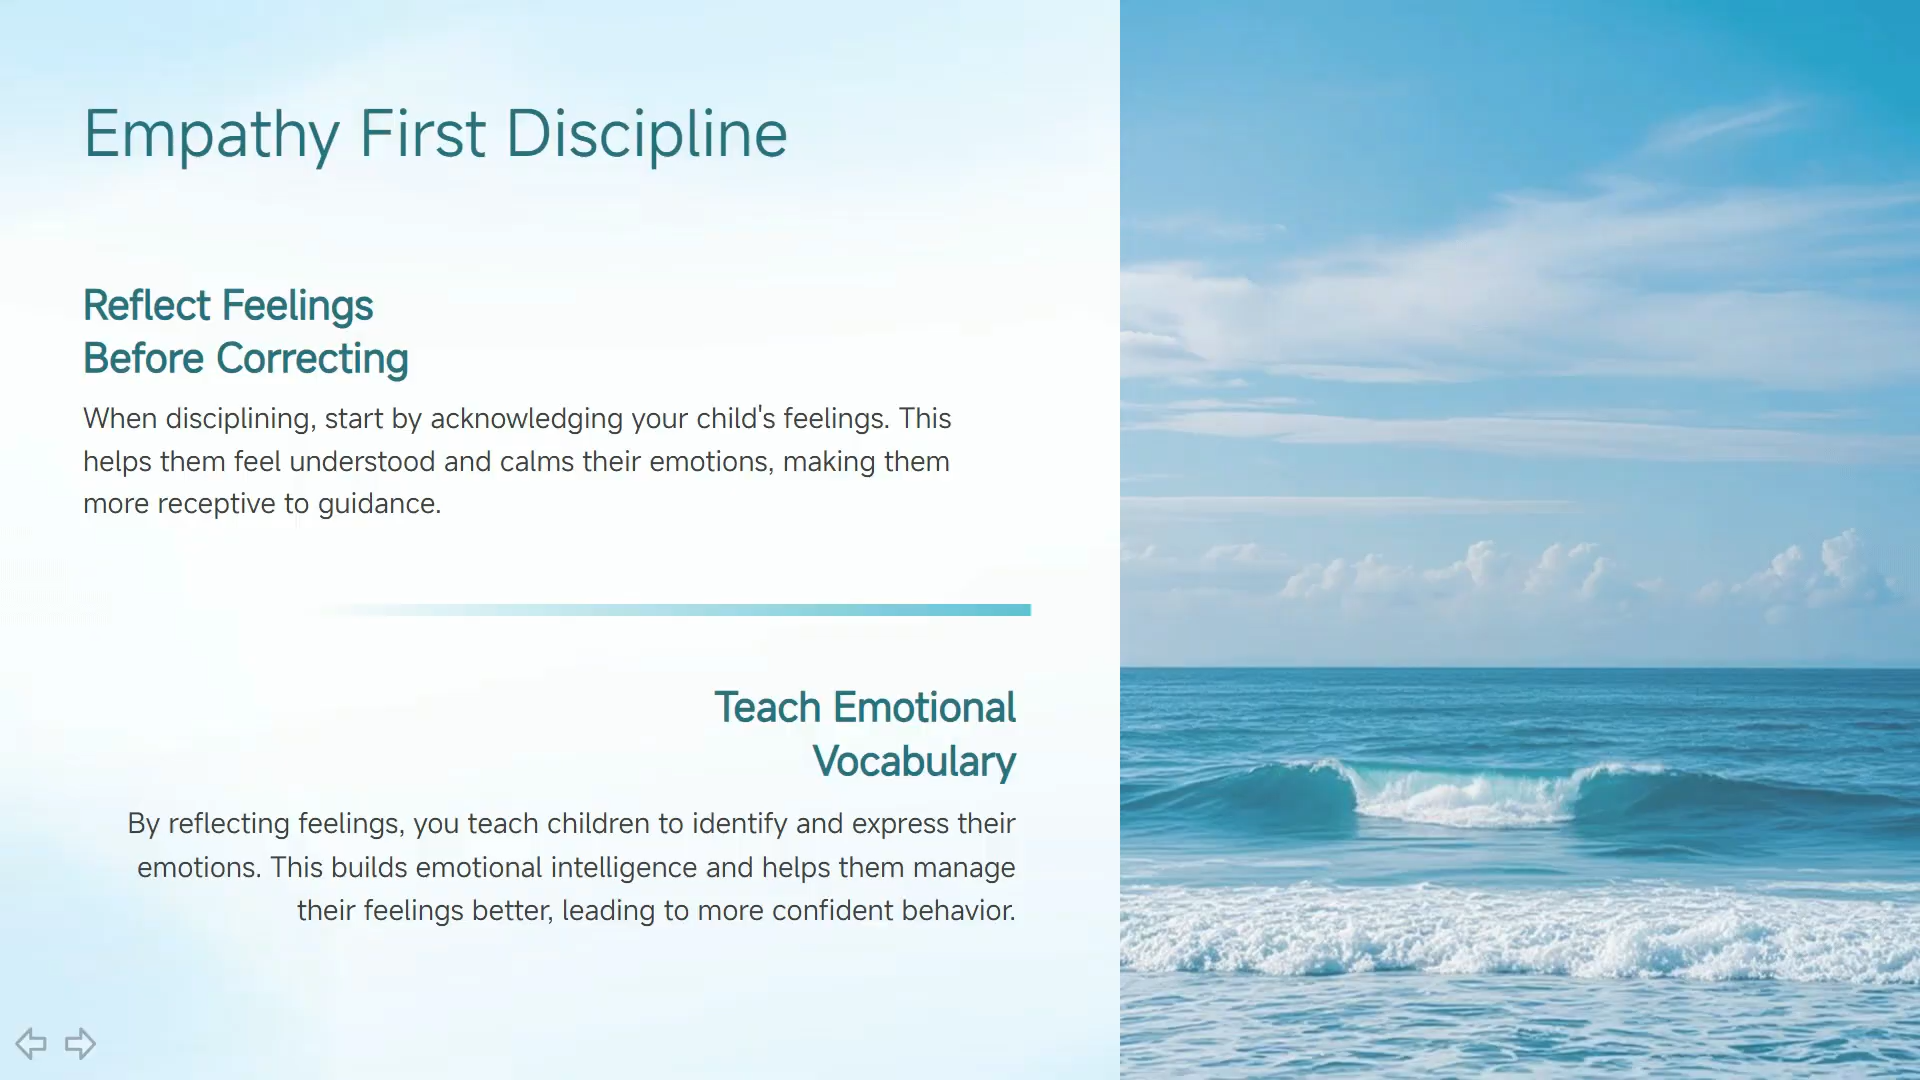 Empathy First Discipline
Reflect Feelings
Before Correcting
When disciplining, start by acknowledging your child's feelings. This
helps them feel understood and calms their emotions, making them
more receptive to guidance.
Teach Emotional
Vocabulary
By reflecting feelings, you teach children to identify and express their
emotions. This builds emotional intelligence and helps them manage
their feelings better, leading to more confident behavior.